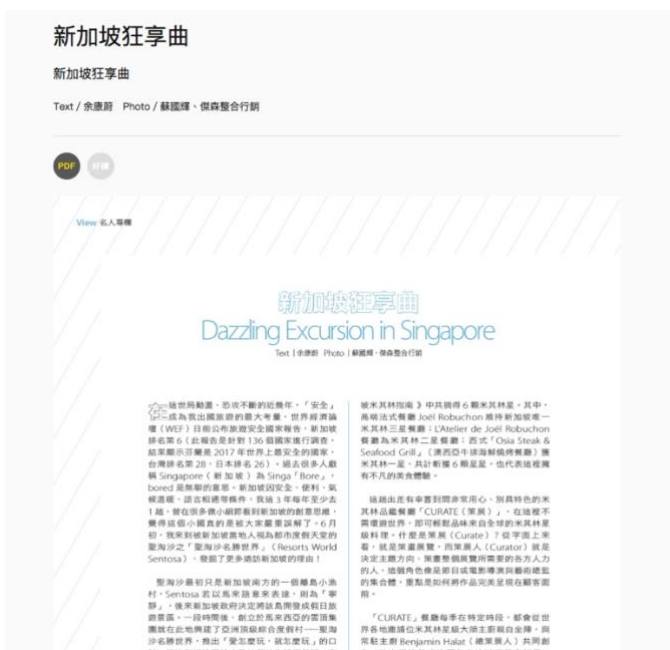 新加坡狂享曲
新加坡狂享曲
Text / 余康蔚 Photo / 蘇國輝、傑森整合行銷
PDF 好讀
View 名人專欄
新加坡狂享曲
Dazzling Excursion in Singapore
Text | 余康蔚 Photo | 蘇國輝、傑森整合行銷
在這世局動盪、恐攻不斷的近幾年，「安全」
成為我出國旅遊的最大考量，世界經濟論
壇（WEF）日前公布旅遊安全國家報告，新加坡
排名第 6（此報告是針對 136 個國家進行調查，
結果顯示芬蘭是 2017 年世界上最安全的國家，
台灣排名第 28，日本排名 26）。過去很多人戲
稱 Singapore（新加坡）為 Singa「Bore」，
bored 是無聊的意思。新加坡因安全、便利、氣
候溫暖、語言相通等條件，我這 3 年每年至少去
1 趟，曾在很多微小細節看到新加坡的創意思維，
覺得這個小國真的是被大家嚴重誤解了。6 月
初，我來到被新加坡當地人視為都市度假天堂的
聖淘沙之「聖淘沙名勝世界」（Resorts World
Sentosa），發掘了更多造訪新加坡的理由！
聖淘沙最初只是新加坡南方的一個離島小漁
村，Sentosa 若以馬來語意來表達，則為「寧
靜」，後來新加坡政府決定將該島開發成假日旅
遊景區。一段時間後，創立於馬來西亞的雲頂集
團就在此地興建了亞洲頂級綜合度假村──聖淘
沙名勝世界，推出「愛怎麼玩，就怎麼玩」的口
坡米其林指南》中共摘得 6 顆米其林星。其中，
高端法式餐廳 Joël Robuchon 維持新加坡唯一
米其林三星餐廳；L'Atelier de Joël Robuchon
餐廳為米其林二星餐廳；西式「Osia Steak &
Seafood Grill」（澳西亞牛排海鮮燒烤餐廳）獲
米其林一星，共計斬獲 6 顆星星，也代表這裡擁
有不凡的美食體驗。
這趟出走有幸嘗到間非常用心、別具特色的米
其林品鑑餐廳「CURATE（策展）」，在這裡不
需環遊世界，即可輕鬆品味來自全球的米其林星
級料理。什麼是策展（Curate）？從字面上來
看，就是策畫展覽，而策展人（Curator）就是
決定主題方向、策畫整個展覽所需要的各方人力
的人，這個角色像是節目或電影導演與藝術總監
的集合體，重點是如何將作品完美呈現在顧客面
前。
「CURATE」餐廳每季在特定時段，都會從世
界各地邀請位米其林星級大師主廚親自坐陣，與
常駐主廚 Benjamin Halat（總策展人）共同創